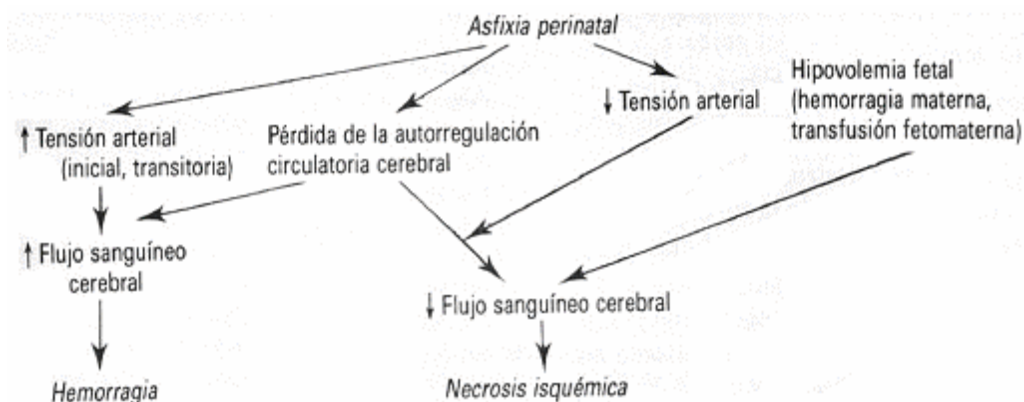 Asfixia perinatal
Hipovolemia fetal
(hemorragia materna,
transfusión fetomaterna)
↓ Tensión arterial
↑ Tensión arterial
(inicial, transitoria)
Pérdida de la autorregulación
circulatoria cerebral
↑ Flujo sanguíneo
cerebral
↓ Flujo sanguíneo cerebral
Hemorragia
Necrosis isquémica